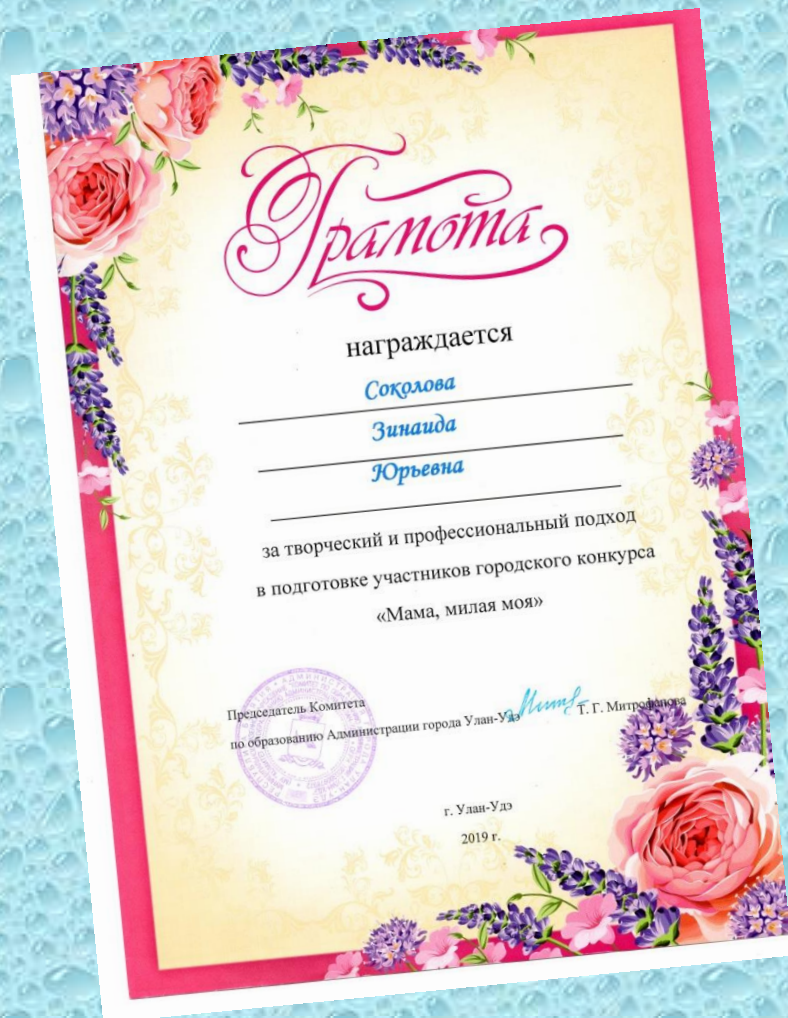 Грамота
награждается
Соколова
Зинаида
Юрьевна
за творческий и профессиональный подход
в подготовке участников городского конкурса
«Мама, милая моя»
Председатель Комитета
по образованию Администрации города Улан-Удэ Т. Г. Митрофанова
г. Улан-Удэ
2019 г.